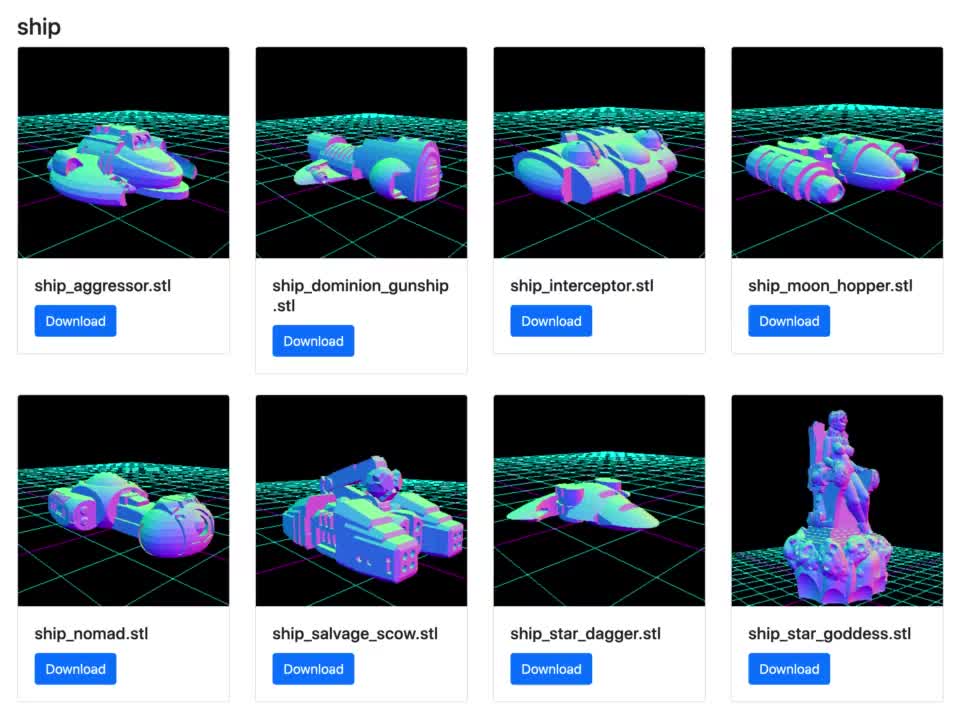 ship
ship_aggressor.stl
Download
ship_dominion_gunship
.stl
Download
ship_interceptor.stl
Download
ship_moon_hopper.stl
Download
ship_nomad.stl
Download
ship_salvage_scow.stl
Download
ship_star_dagger.stl
Download
ship_star_goddess.stl
Download